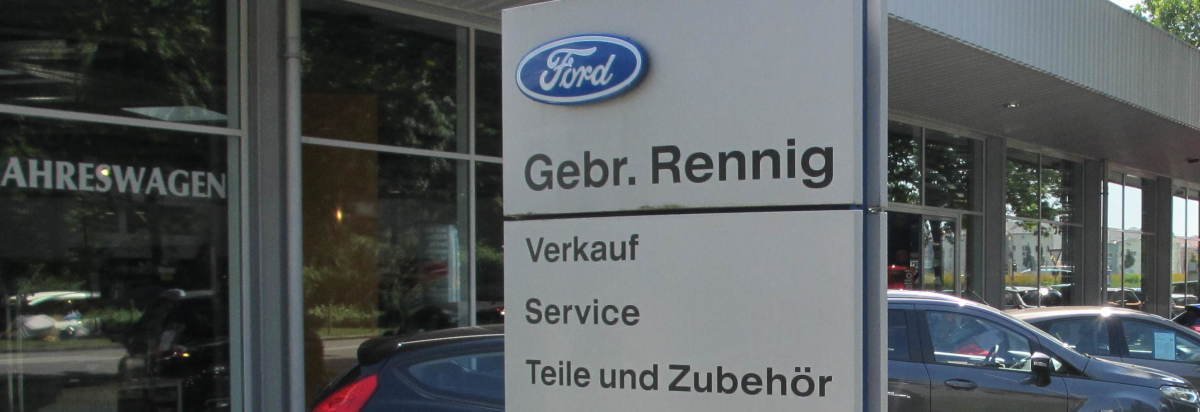 Ford
Gebr. Rennig
AHRESWAGEN
Verkauf
Service
Teile und Zubehör